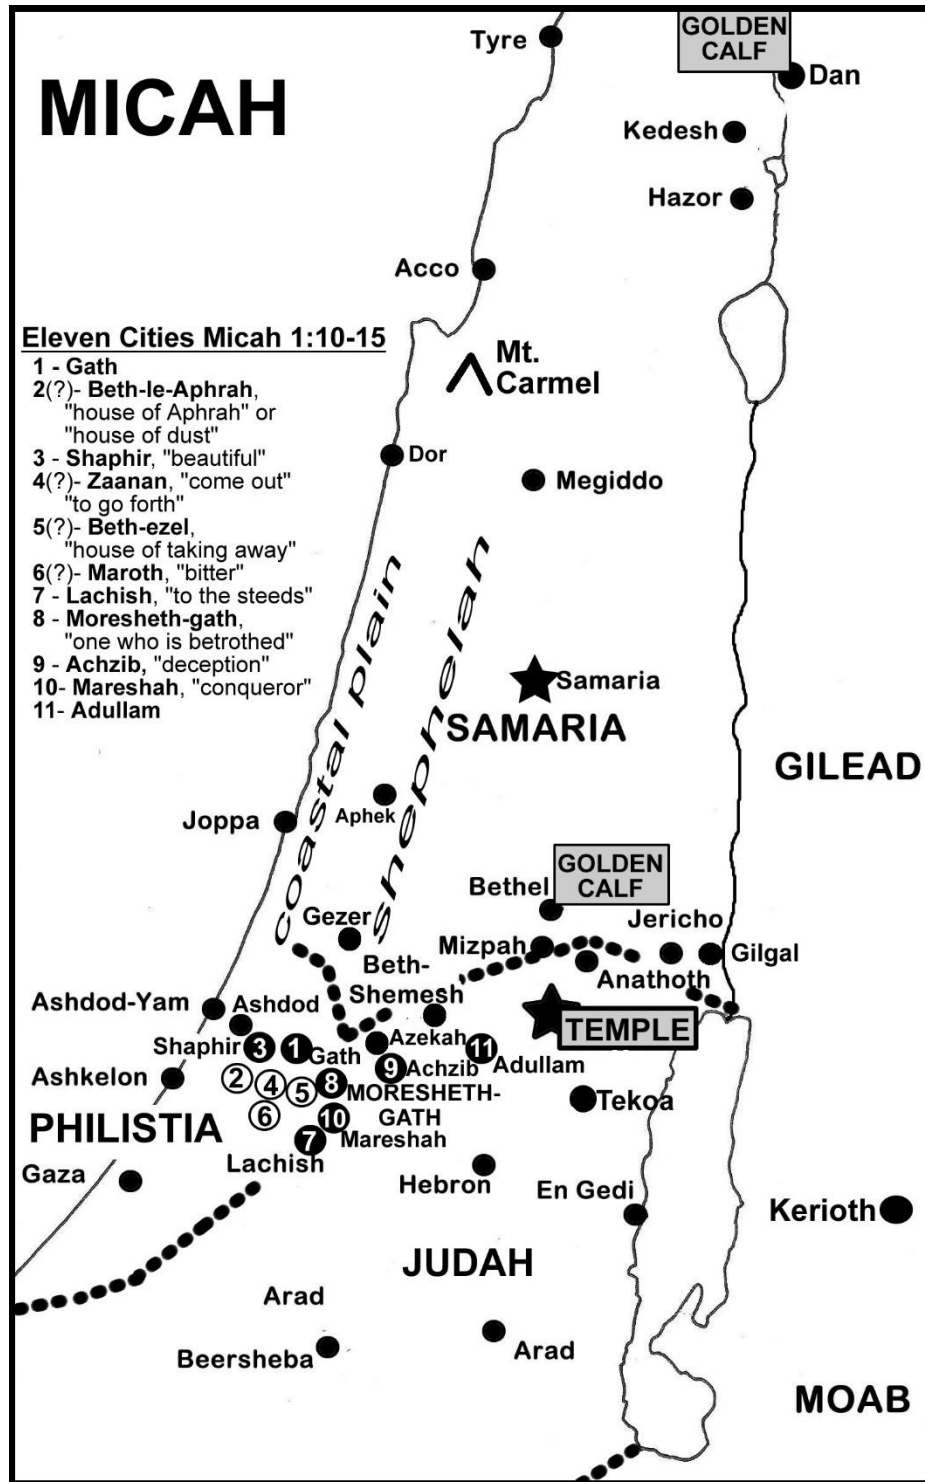 GOLDEN
CALF
Tyre
Dan
MICAH
Kedesh
Hazor
Acco
Eleven Cities Micah 1:10-15
1 - Gath
2(?)- Beth-le-Aphrah,
"house of Aphrah" or
"house of dust"
3 - Shaphir, "beautiful"
4(?)- Zaanan, "come out"
"to go forth"
5(?)- Beth-ezel,
"house of taking away"
6(?)- Maroth, "bitter"
7 - Lachish, "to the steeds"
8 - Moresheth-gath,
"one who is betrothed"
9 - Achzib, "deception"
10- Mareshah, "conqueror"
11- Adullam
Mt.
Carmel
Dor
Megiddo
coastal plain
shephelah
Samaria
SAMARIA
GILEAD
Joppa
Aphek
GOLDEN
CALF
Bethel
Gezer
Jericho
Mizpah
Gilgal
Beth-
Shemesh
Anathoth
Ashdod-Yam
Ashdod
TEMPLE
Azekah
Shaphir
3
1
Gath
11
Adullam
9
Achzib
Ashkelon
2
4
5
8
MORESHETH-
GATH
Tekoa
6
10
PHILISTIA
7
Mareshah
Lachish
Gaza
Hebron
En Gedi
Kerioth
JUDAH
Arad
Beersheba
Arad
MOAB